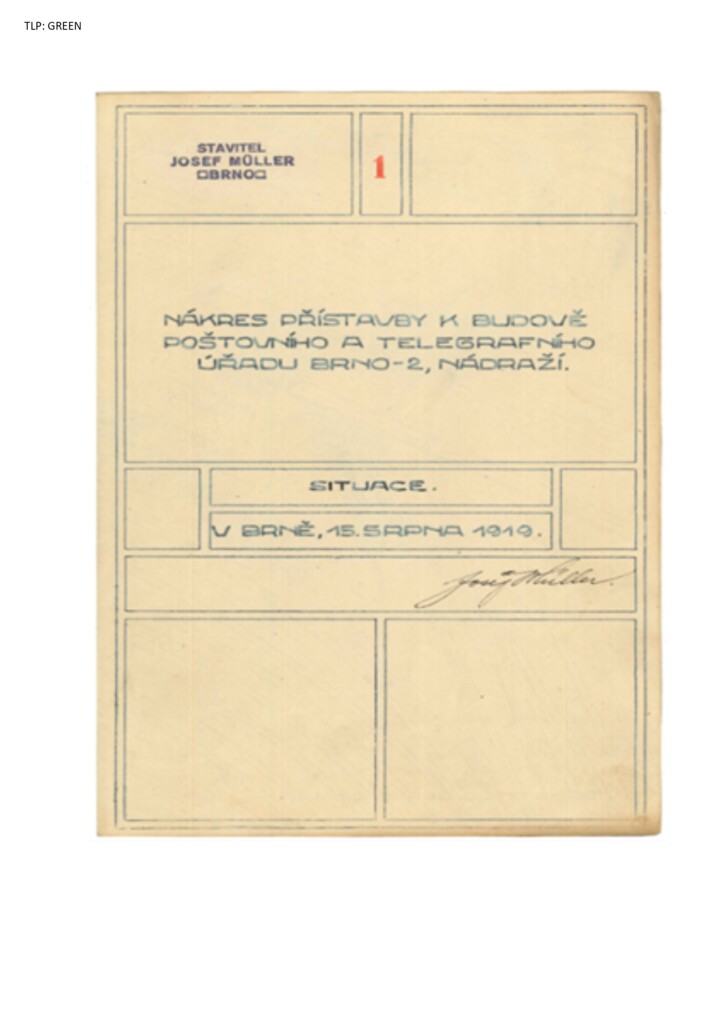 TLP: GREEN
STAVITEL
JOSEF MÜLLER
BRNO
1
NÁKRES PŘÍSTAVBY K BUDOVĚ
POŠTOVNÍHO A TELEGRAFNÍHO
ÚŘADU BRNO-2, NÁDRAŽÍ.
SITUACE.
V BRNĚ, 15. SRPNA 1919.
Josef Müller.